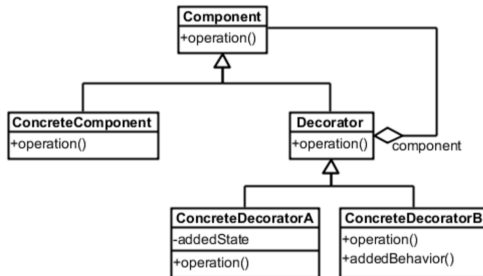 Component
+operation()
ConcreteComponent
+operation()
Decorator
+operation()
component
ConcreteDecoratorA
-addedState
+operation()
ConcreteDecoratorB
+operation()
+addedBehavior()